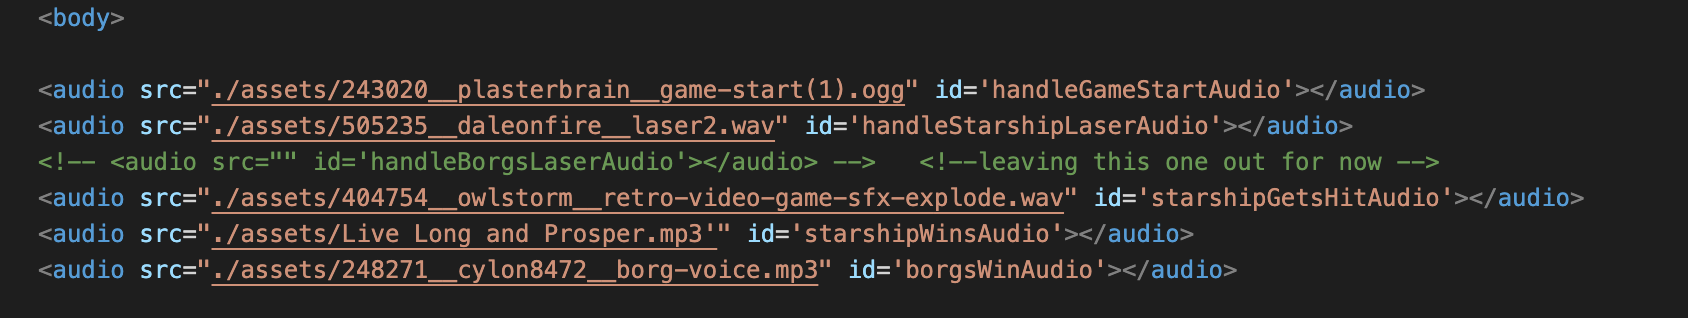 <body>
<audio src="./assets/243020__plasterbrain__game-start(1).ogg" id='handleGameStartAudio'></audio>
<audio src="./assets/505235__daleonfire__laser2.wav" id='handleStarshipLaserAudio'></audio>
<!-- <audio src="" id='handleBorgsLaserAudio'></audio> -->   <!--leaving this one out for now -->
<audio src="./assets/404754__owlstorm__retro-video-game-sfx-explode.wav" id='starshipGetsHitAudio'></audio>
<audio src="./assets/Live Long and Prosper.mp3'" id='starshipWinsAudio'></audio>
<audio src="./assets/248271__cylon8472__borg-voice.mp3" id='borgsWinAudio'></audio>